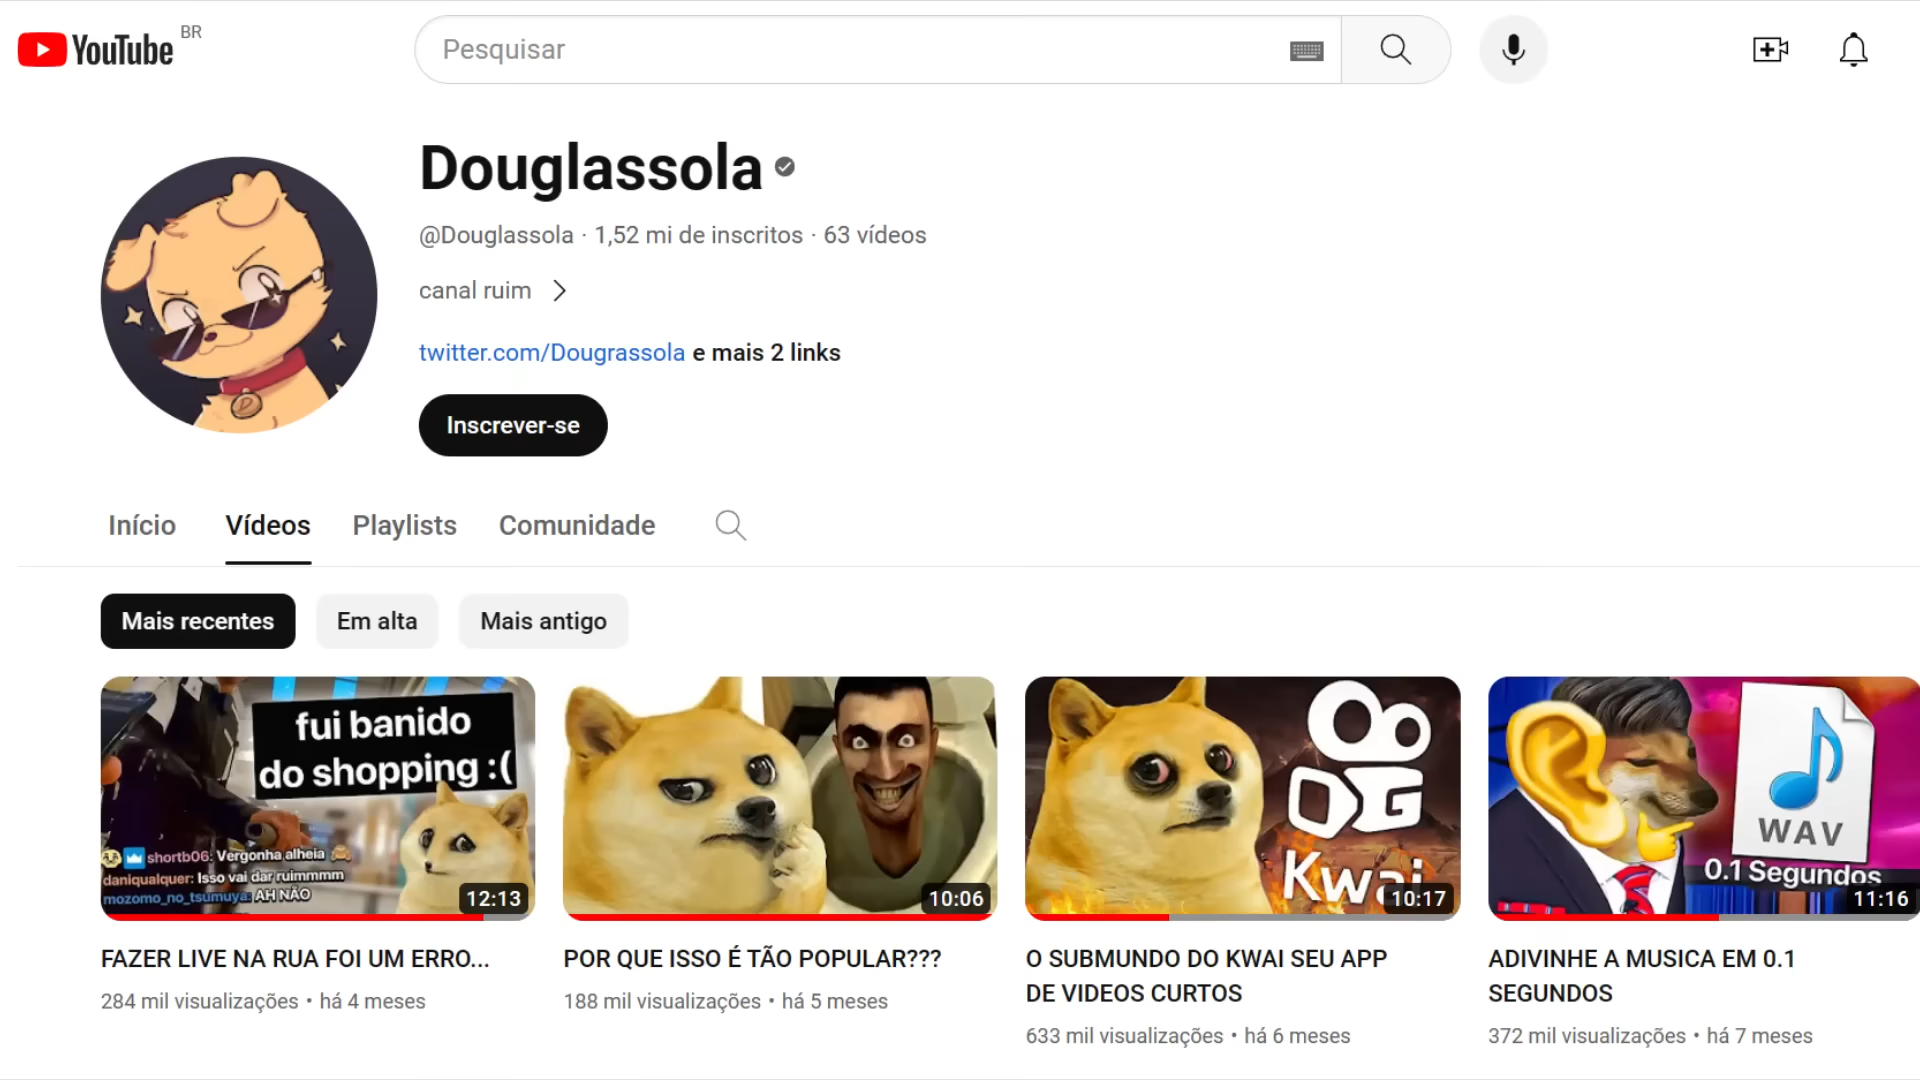 YouTube BR
Pesquisar
Douglassola
@Douglassola · 1,52 mi de inscritos · 63 vídeos
canal ruim
twitter.com/Dougrassola e mais 2 links
Inscrever-se
Início Vídeos Playlists Comunidade
Mais recentes Em alta Mais antigo
fui banido
do shopping :(
shortb06: Vergonha alheia
daniqualquer: Isso vai dar ruimmmm
mozomo_no_tsumuya: AH NÃO
12:13
FAZER LIVE NA RUA FOI UM ERRO...
284 mil visualizações • há 4 meses
10:06
POR QUE ISSO É TÃO POPULAR???
188 mil visualizações • há 5 meses
Kwai
10:17
O SUBMUNDO DO KWAI SEU APP
DE VIDEOS CURTOS
633 mil visualizações • há 6 meses
WAV
0.1 Segundos
11:16
ADIVINHE A MUSICA EM 0.1
SEGUNDOS
372 mil visualizações • há 7 meses